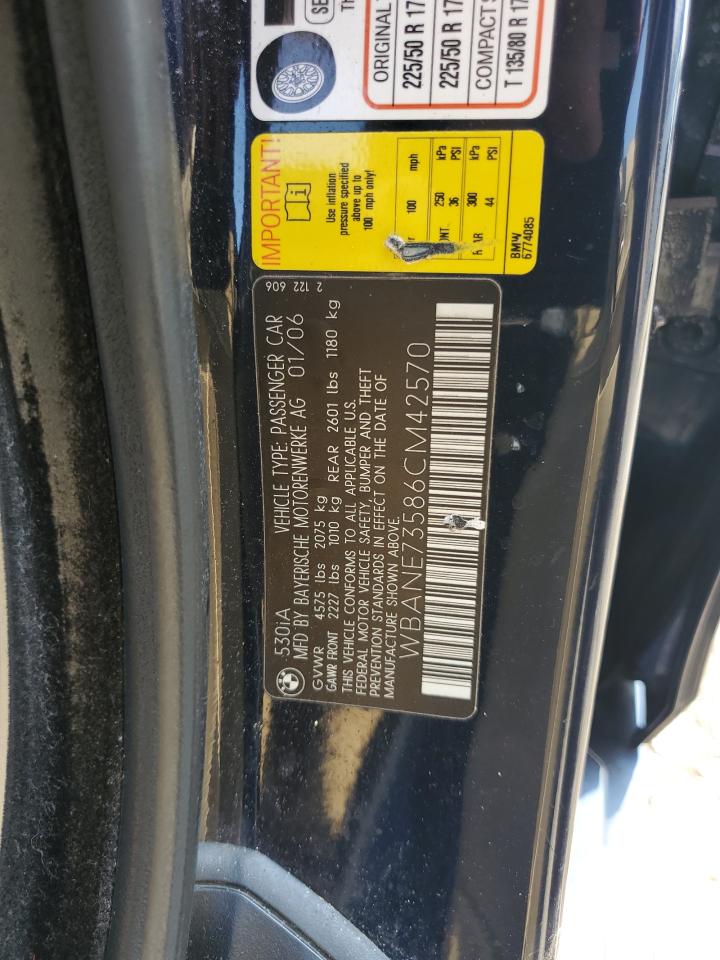 530iA VEHICLE TYPE: PASSENGER CAR
MFD BY BAYERISCHE MOTORENWERKE AG 01/06
GVWR 4575 lbs 2075 kg
GAWR FRONT 2227 lbs 1010 kg REAR 2601 lbs 1180 kg
THIS VEHICLE CONFORMS TO ALL APPLICABLE U.S.
FEDERAL MOTOR VEHICLE SAFETY, BUMPER AND THEFT
PREVENTION STANDARDS IN EFFECT ON THE DATE OF
MANUFACTURE SHOWN ABOVE.
WBANE73586CM42570
2 122 606
IMPORTANT!
Use inflation
pressure specified
above up to
100 mph only!
100 mph
250 kPa
36 PSI
300 kPa
44 PSI
BMW
6774085
SE
TH
ORIGINAL T
225/50 R 17
225/50 R 17
COMPACT S
T 135/80 R 17